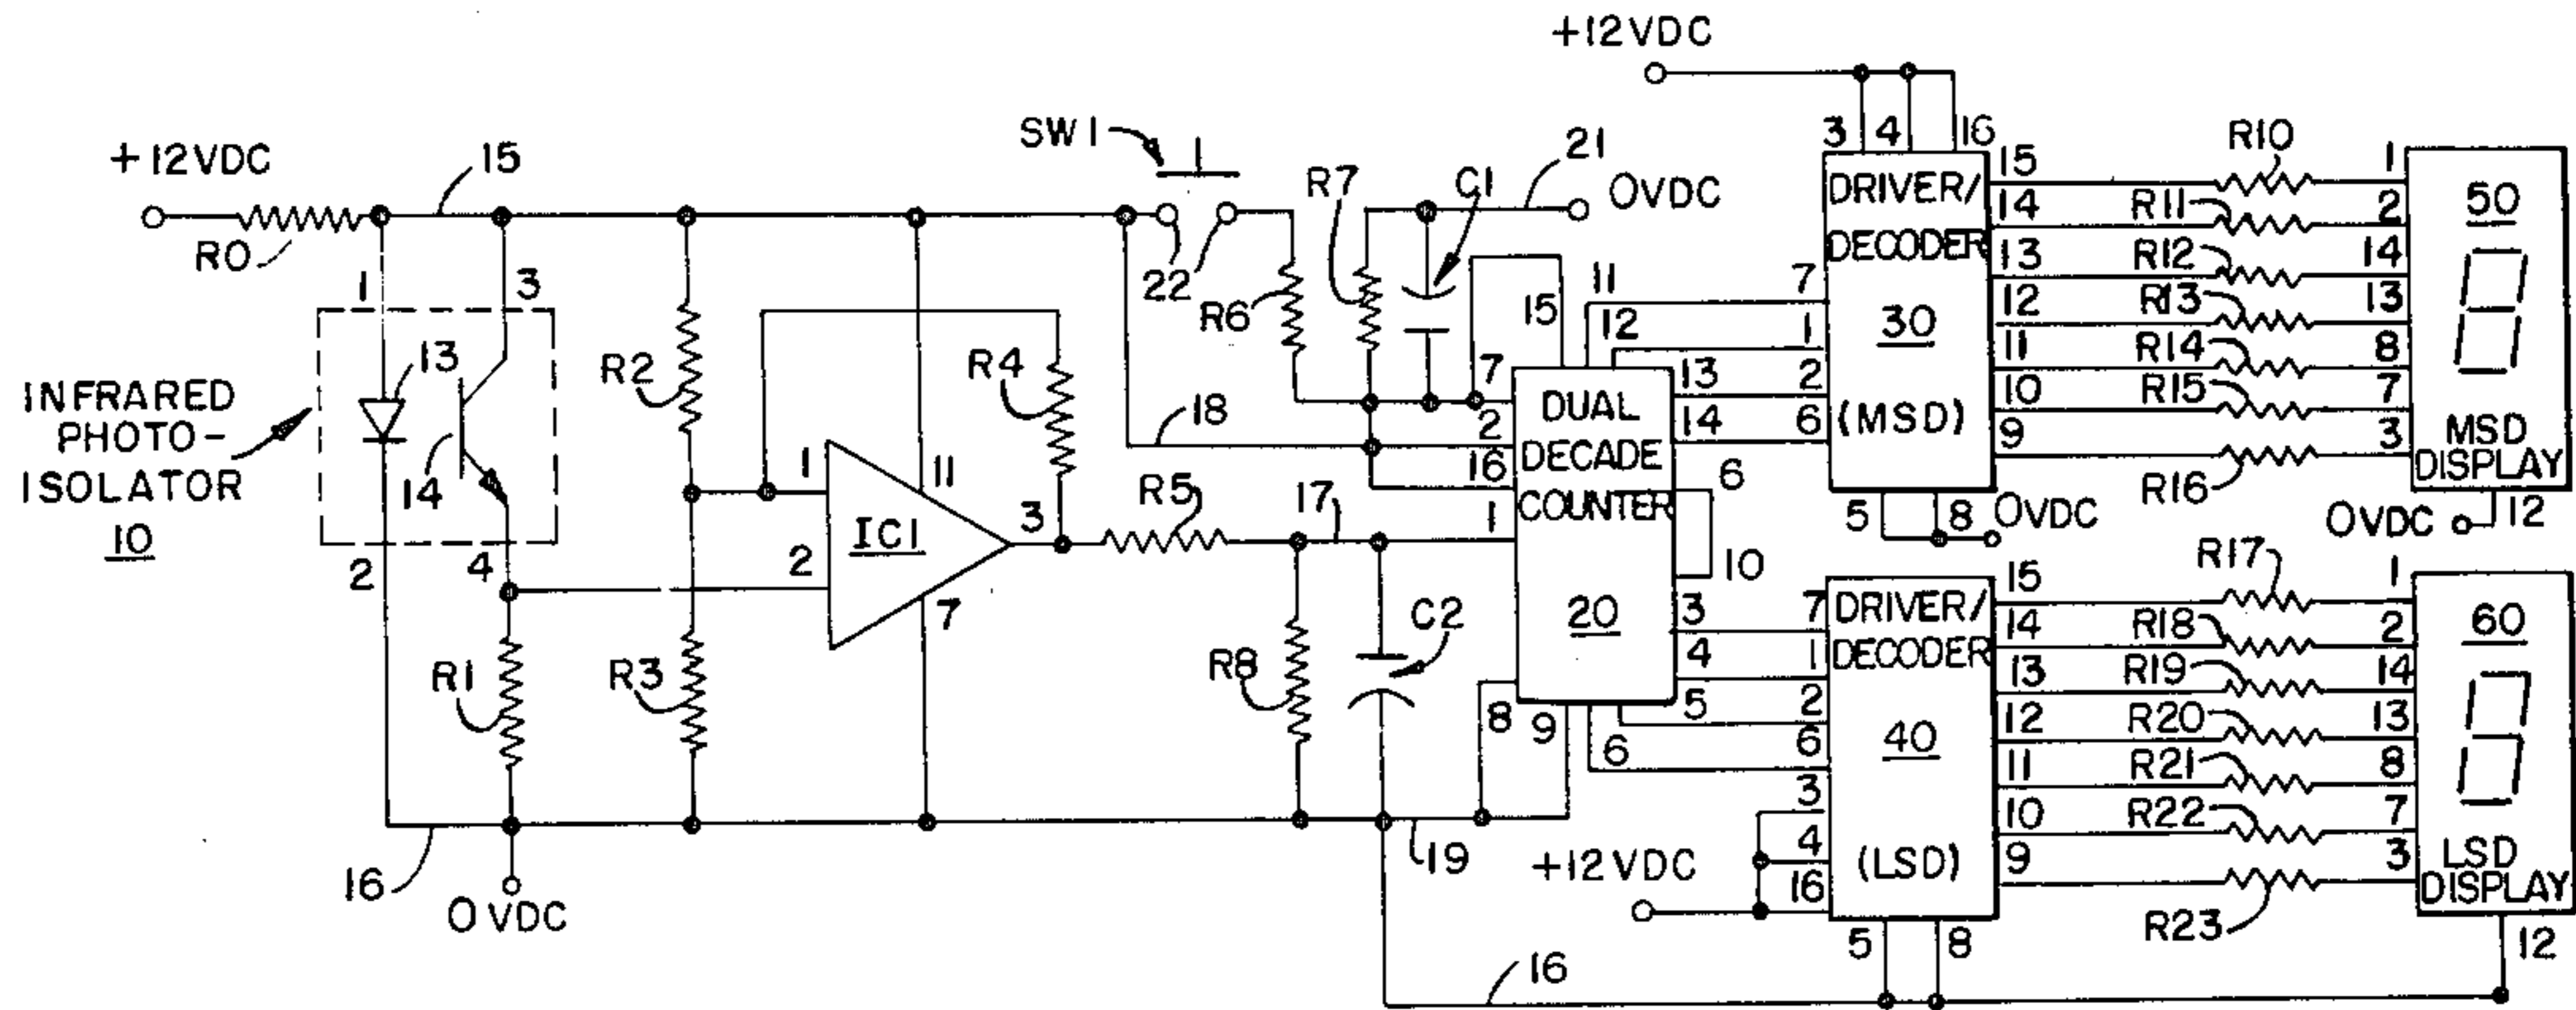 +12VDC
R0
15
1
3
13
14
INFRARED
PHOTO-
ISOLATOR
10
2
4
R1
16
0 VDC
R2
R3
1
2
IC1
11
7
3
R4
R5
SW1
22
R6
R7
C1
21
0VDC
18
17
R8
C2
19
16
15
11
12
7
2
16
1
DUAL
DECADE
COUNTER
20
13
14
6
10
3
4
5
6
8
9
+12VDC
3 4 16
7
1
2
6
DRIVER/
DECODER
30
(MSD)
5 8
0VDC
15
14
13
12
11
10
9
R10
R11
R12
R13
R14
R15
R16
1
2
14
13
8
7
3
50
MSD
DISPLAY
0VDC
12
7
1
2
6
3
4
16
+12VDC
DRIVER/
DECODER
40
(LSD)
5 8
15
14
13
12
11
10
9
R17
R18
R19
R20
R21
R22
R23
1
2
14
13
8
7
3
60
LSD
DISPLAY
12